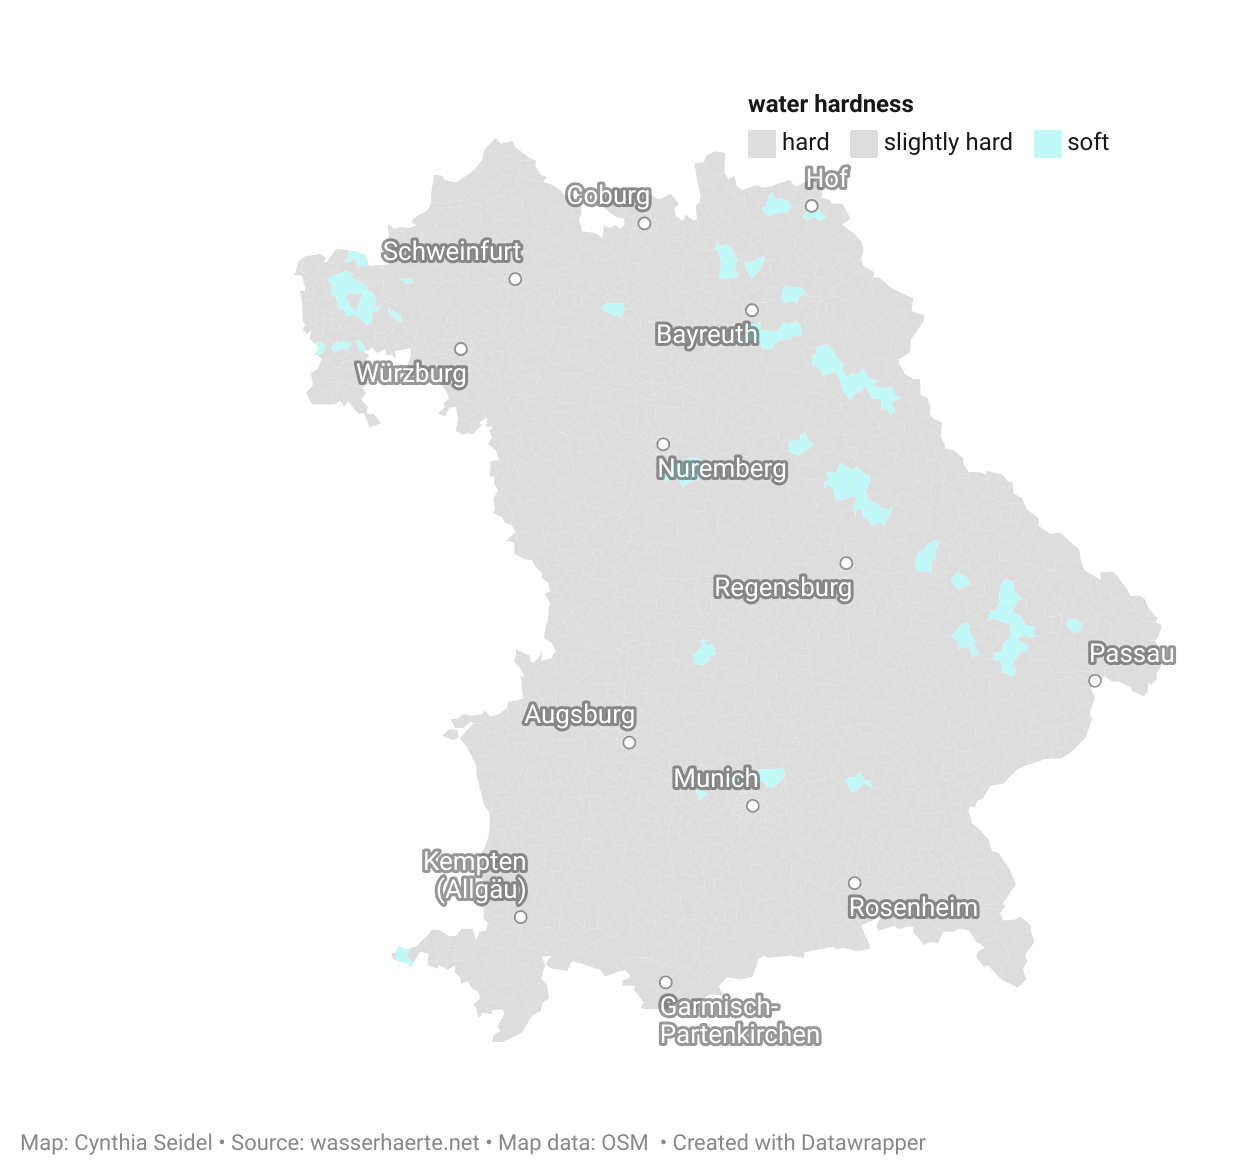 water hardness
hard slightly hard soft
Hof
Coburg
Schweinfurt
Bayreuth
Würzburg
Nuremberg
Regensburg
Passau
Augsburg
Munich
Kempten
(Allgäu)
Rosenheim
Garmisch-
Partenkirchen
Map: Cynthia Seidel • Source: wasserhaerte.net • Map data: OSM • Created with Datawrapper